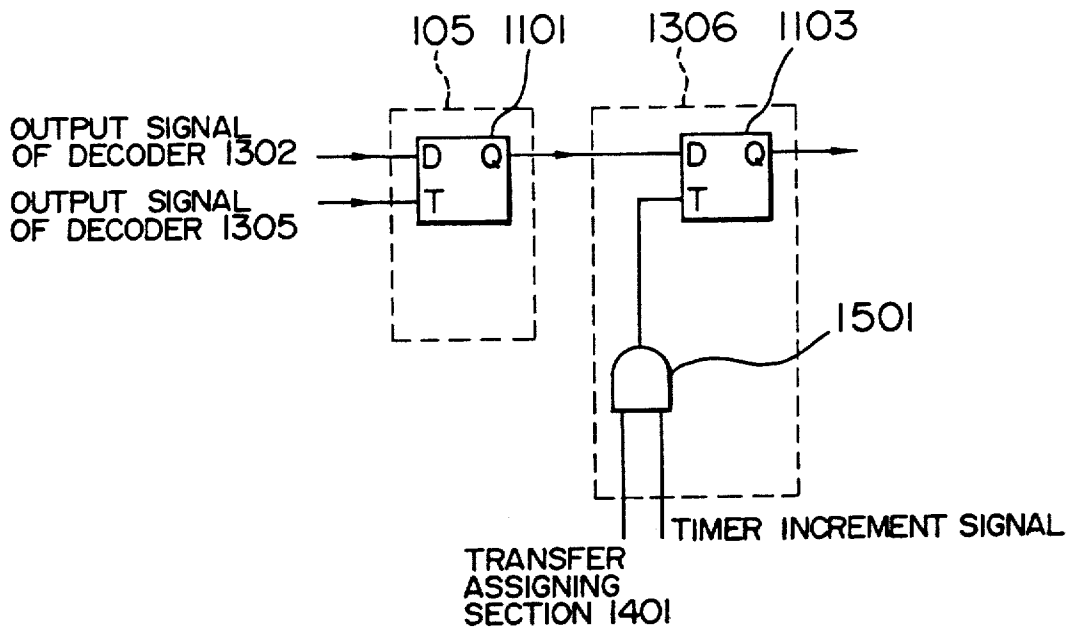 105
1101
1306
1103
OUTPUT SIGNAL
OF DECODER 1302
D Q
T
OUTPUT SIGNAL
OF DECODER 1305
D Q
T
1501
TIMER INCREMENT SIGNAL
TRANSFER
ASSIGNING
SECTION 1401